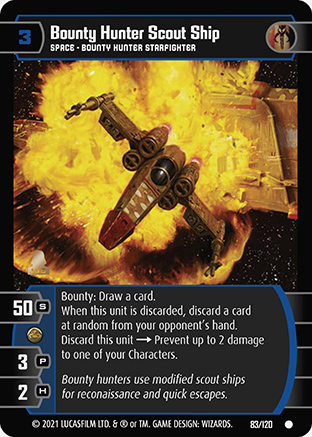 3 Bounty Hunter Scout Ship
SPACE - BOUNTY HUNTER STARFIGHTER
50 S
3 P
2 H
Bounty: Draw a card.
When this unit is discarded, discard a card
at random from your opponent's hand.
Discard this unit → Prevent up to 2 damage
to one of your Characters.
Bounty hunters use modified scout ships
for reconaissance and quick escapes.
© 2021 LUCASFILM LTD. & ® or TM. GAME DESIGN: WIZARDS. 83/120